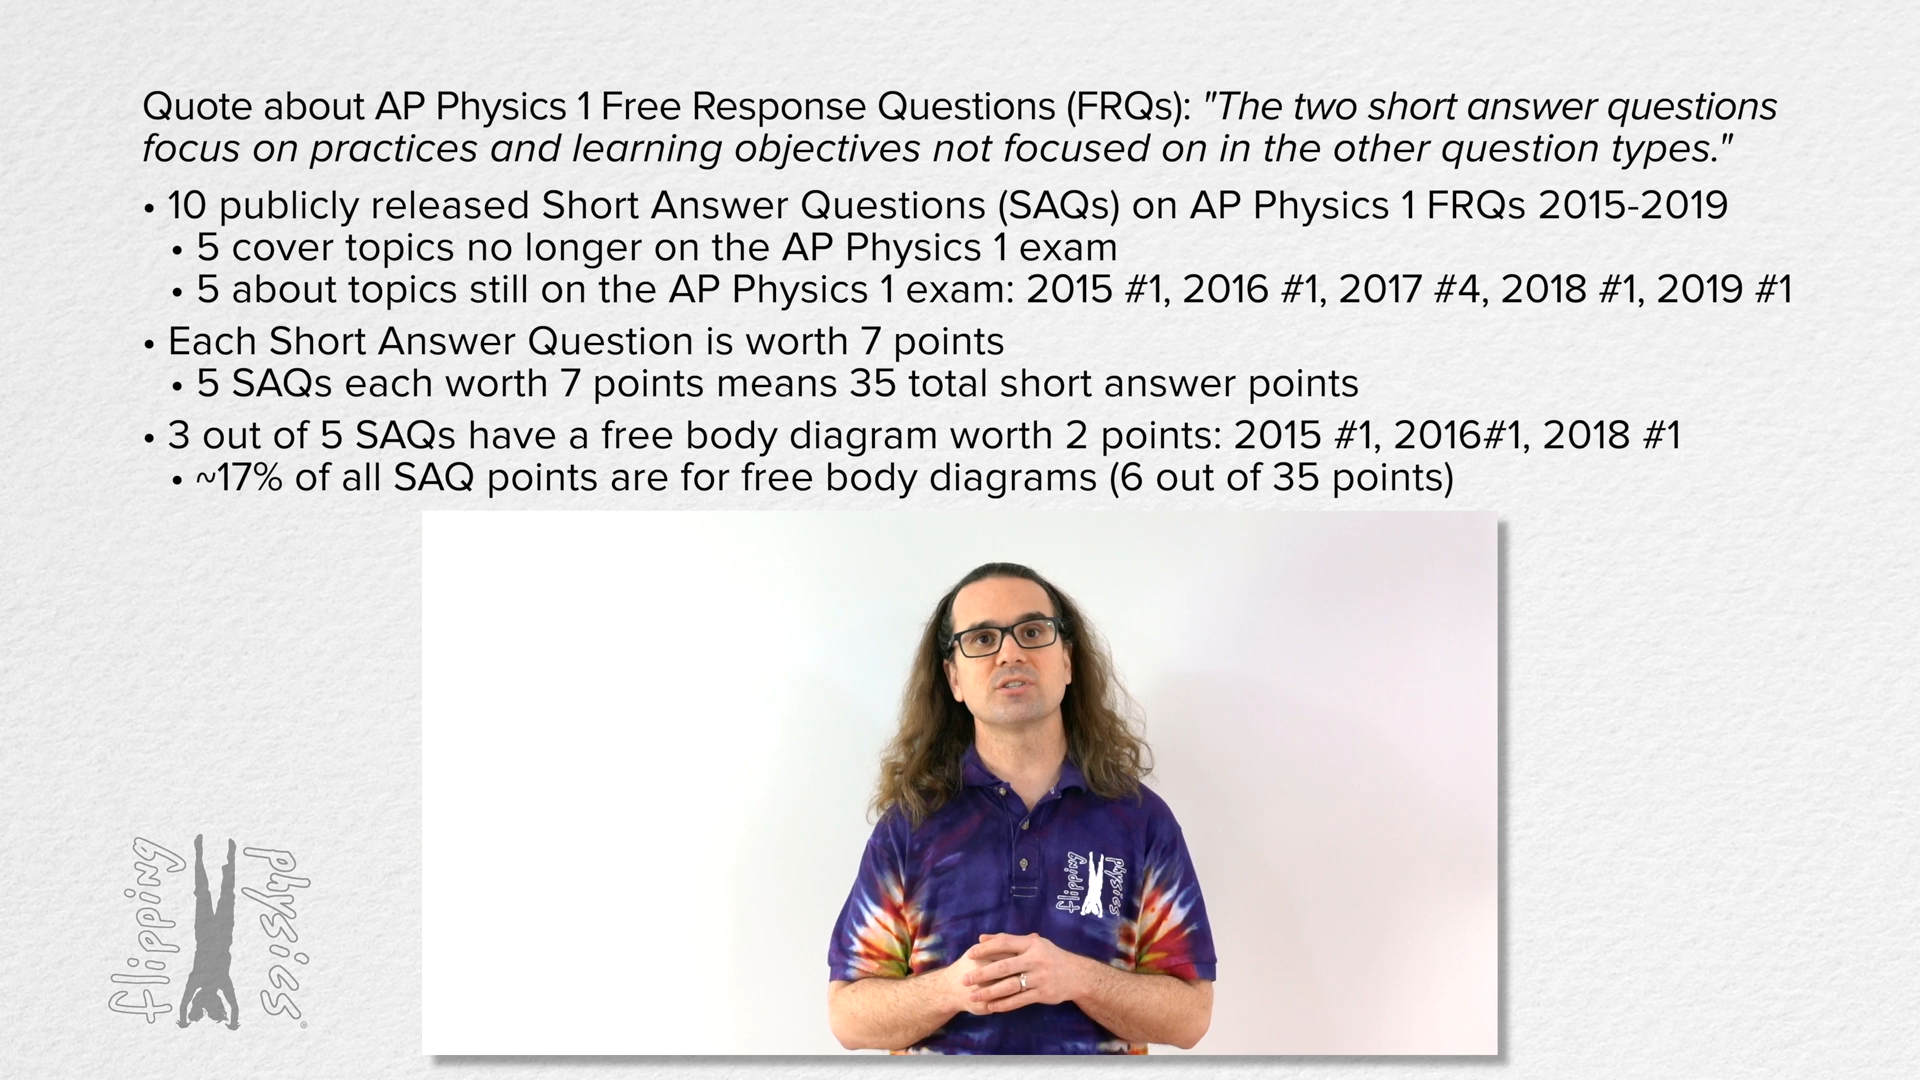 Quote about AP Physics 1 Free Response Questions (FRQs): "The two short answer questions
focus on practices and learning objectives not focused on in the other question types."
• 10 publicly released Short Answer Questions (SAQs) on AP Physics 1 FRQs 2015-2019
• 5 cover topics no longer on the AP Physics 1 exam
• 5 about topics still on the AP Physics 1 exam: 2015 #1, 2016 #1, 2017 #4, 2018 #1, 2019 #1
• Each Short Answer Question is worth 7 points
• 5 SAQs each worth 7 points means 35 total short answer points
• 3 out of 5 SAQs have a free body diagram worth 2 points: 2015 #1, 2016#1, 2018 #1
• ~17% of all SAQ points are for free body diagrams (6 out of 35 points)
flipping
physics
®
flipping
physics